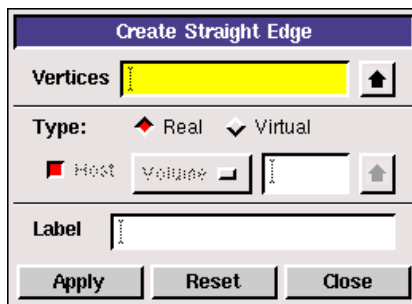 Create Straight Edge
Vertices
Type: Real Virtual
Host Volume
Label
Apply Reset Close